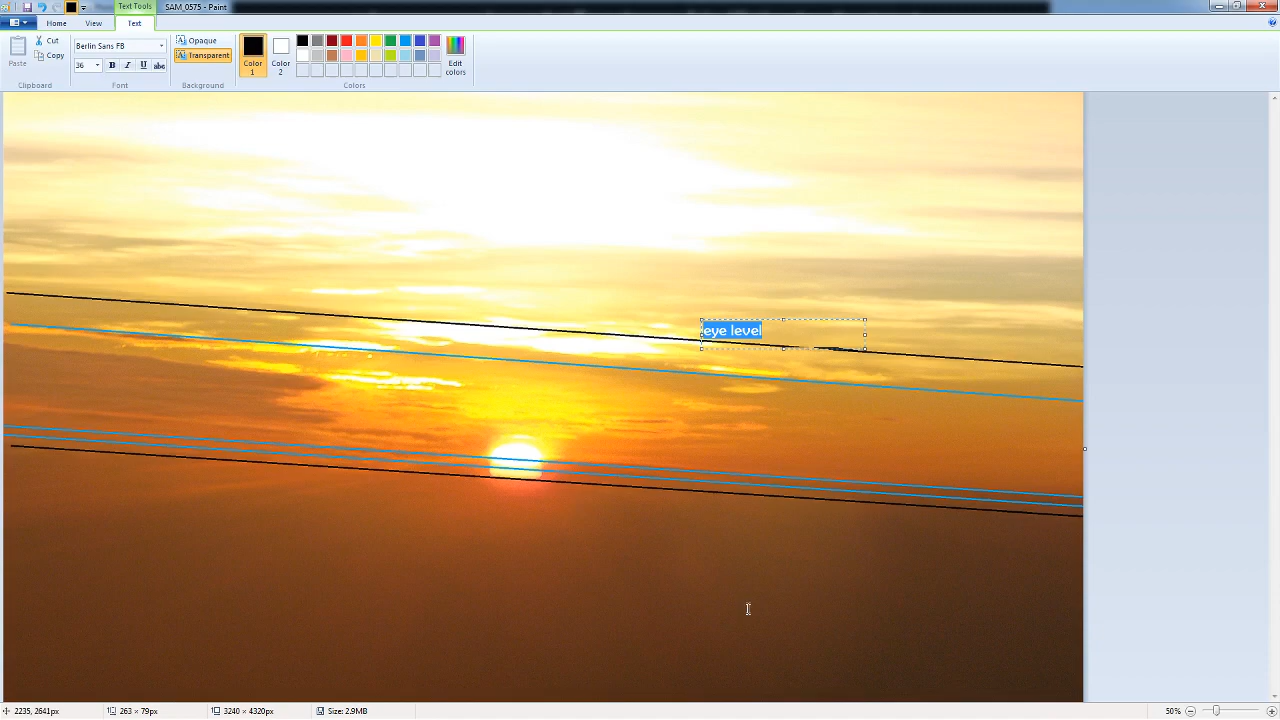 Text Tools
SAM_0575 - Paint
Home
View
Text
Paste
Cut
Copy
Clipboard
Berlin Sans FB
36
B I U abc
Font
Opaque
Transparent
Background
Color 1
Color 2
Edit colors
Colors
eye level
2235, 2641px
263 × 79px
3240 × 4320px
Size: 2.9MB
50%